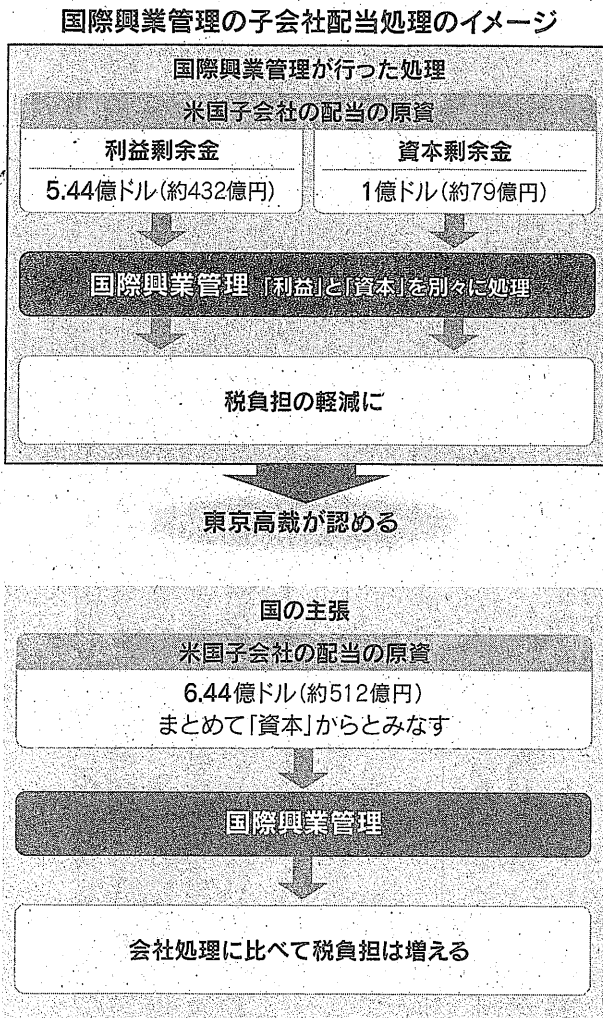 国際興業管理の子会社配当処理のイメージ
国際興業管理が行った処理
米国子会社の配当の原資
利益剰余金
5.44億ドル(約432億円)
資本剰余金
1億ドル(約79億円)
国際興業管理 「利益」と「資本」を別々に処理
税負担の軽減に
東京高裁が認める
国の主張
米国子会社の配当の原資
6.44億ドル(約512億円)
まとめて「資本」からとみなす
国際興業管理
会社処理に比べて税負担は増える